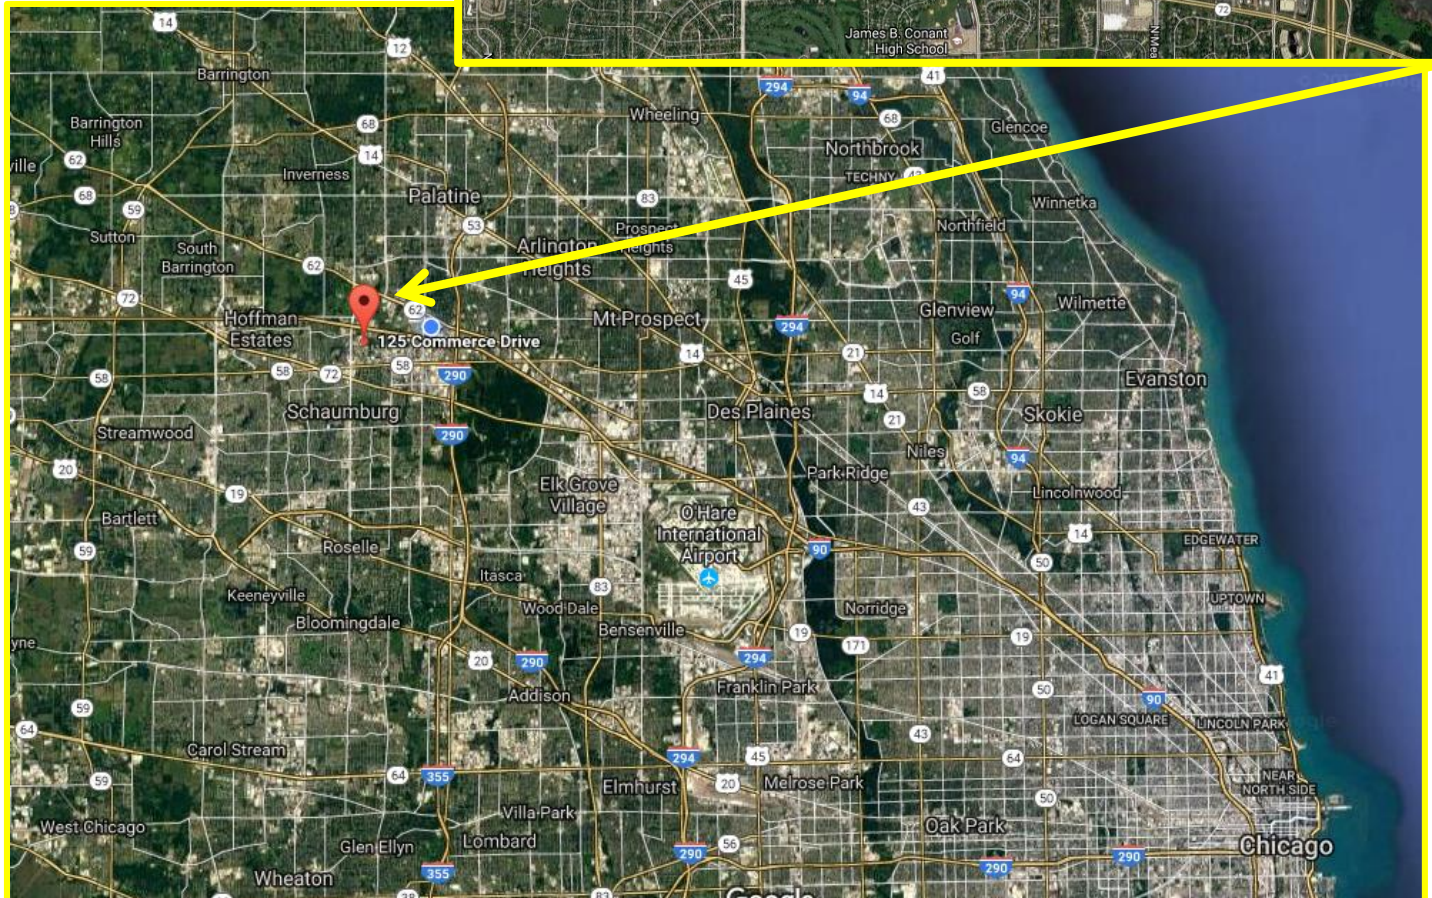 James B. Conant
High School
72
N Mea
14
12
Barrington
294
94
41
Wheeling
68
68
Barrington
Hills
Glencoe
Northbrook
14
62
ville
Inverness
TECHNY
43
68
Palatine
83
Winnetka
59
53
Northfield
Sutton
South
Barrington
Prospect
Heights
Arlington
Heights
62
45
72
94
Wilmette
62
Glenview
Hoffman
Estates
Mt Prospect
294
125 Commerce Drive
Golf
14
21
58
72
58
290
58
Evanston
14
58
Schaumburg
Des Plaines
21
Skokie
Streamwood
290
Niles
94
20
Park Ridge
Elk Grove
Village
19
Lincolnwood
43
O'Hare
International
Airport
Bartlett
14
EDGEWATER
59
Roselle
90
50
Itasca
83
Keeneyville
UPTOWN
Wood Dale
Norridge
Bloomingdale
Bensenville
19
19
yne
171
20
290
294
41
Addison
Franklin Park
50
90
59
LOGAN SQUARE
LINCOLN PARK
64
43
Carol Stream
294
45
64
59
64
355
20
Melrose Park
NEAR
NORTH SIDE
Elmhurst
50
Villa Park
West Chicago
Oak Park
Glen Ellyn
Lombard
56
Chicago
290
290
290
355
Wheaton
38
83
Google